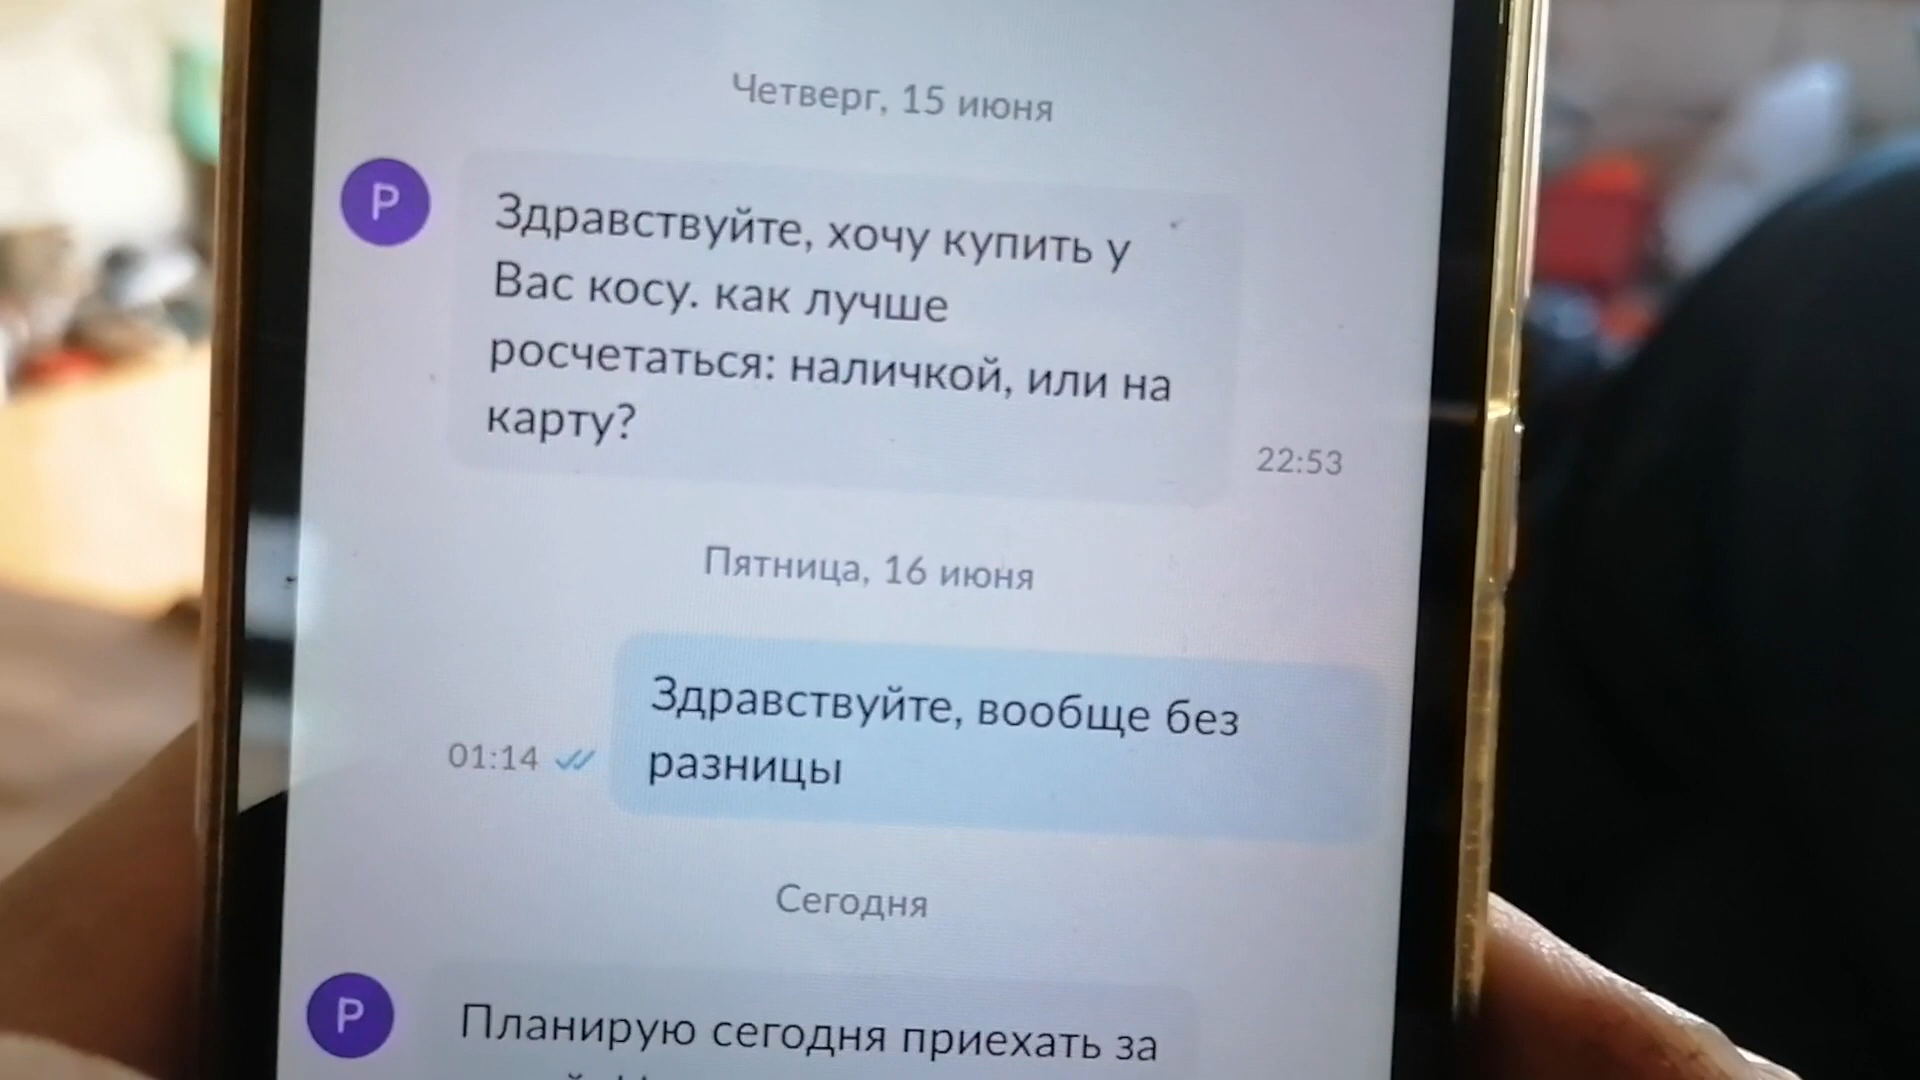 Четверг, 15 июня
Р
Здравствуйте, хочу купить у
Вас косу. как лучше
росчетаться: наличкой, или на
карту?
22:53
Пятница, 16 июня
Здравствуйте, вообще без
разницы
01:14
Сегодня
Р
Планирую сегодня приехать за